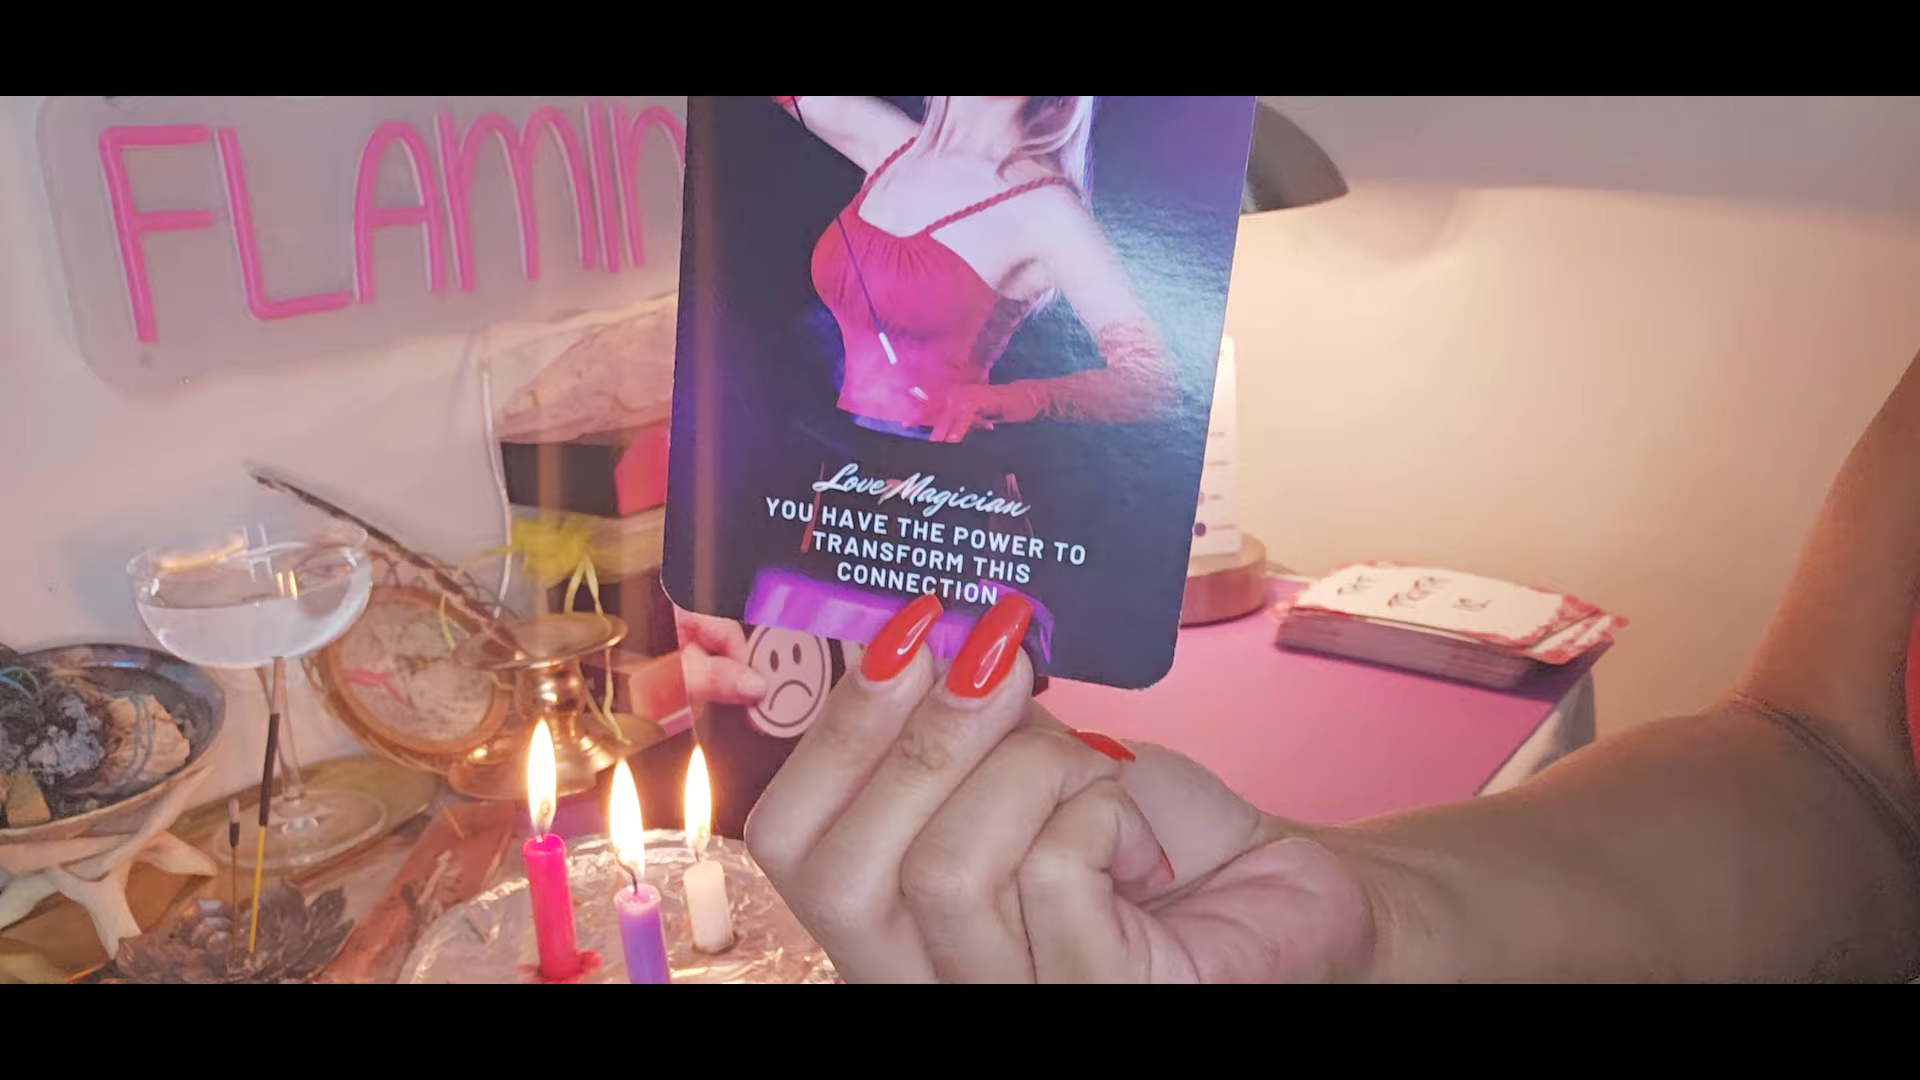 FLAMIN
Love Magician
YOU HAVE THE POWER TO
TRANSFORM THIS
CONNECTION